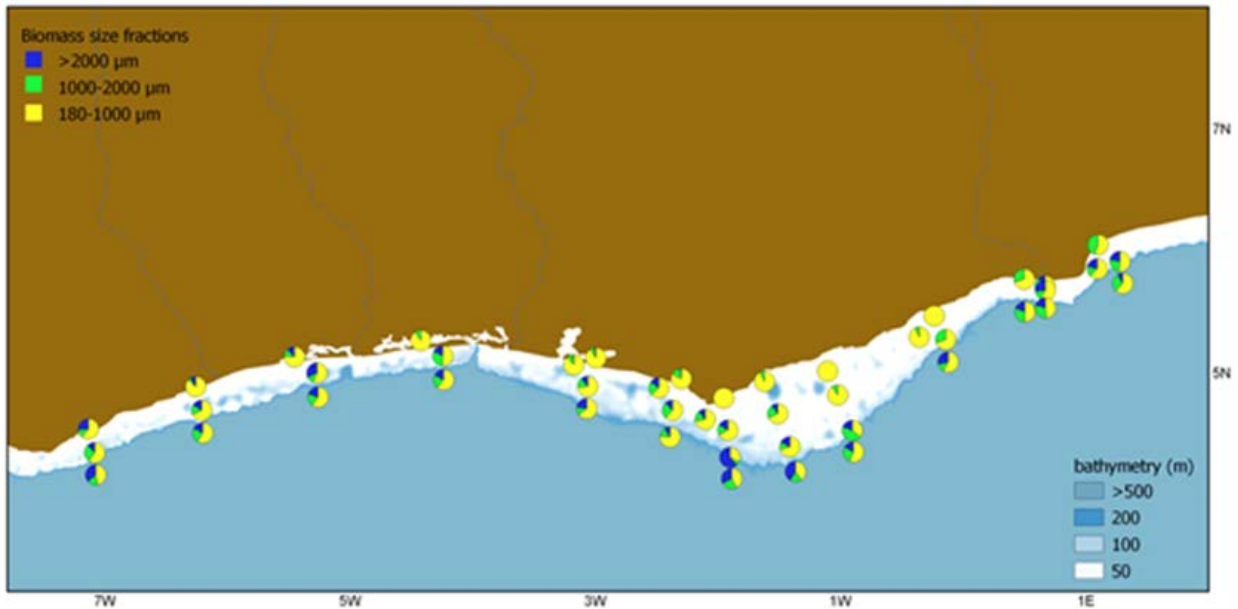 Biomass size fractions
>2000 µm
1000-2000 µm
180-1000 µm
7N
5N
bathymetry (m)
>500
200
100
50
7W 5W 3W 1W 1E